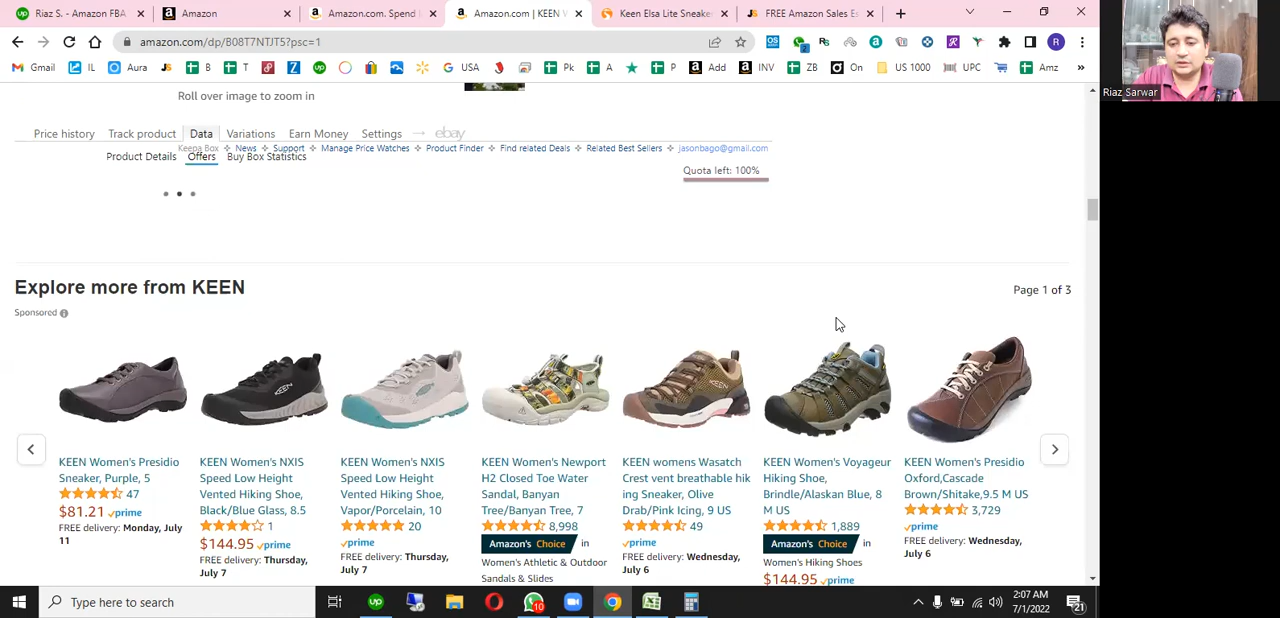 Riaz S. - Amazon FBA
Amazon
Amazon.com. Spend
Amazon.com | KEEN W
Keen Elsa Lite Sneake
FREE Amazon Sales Es
amazon.com/dp/B08T7NTJT5?psc=1
Gmail IL Aura B T Z USA Pk A P Add INV ZB On US 1000 UPC Amz
Riaz Sarwar
Roll over image to zoom in
Price history Track product Data Variations Earn Money Settings ebay
Keepa Box News Support Manage Price Watches Product Finder Find related Deals Related Best Sellers jasonbago@gmail.com
Product Details Offers Buy Box Statistics
Quota left: 100%
Explore more from KEEN
Page 1 of 3
Sponsored
KEEN Women's Presidio
Sneaker, Purple, 5
47
$81.21 prime
FREE delivery: Monday, July
11
KEEN Women's NXIS
Speed Low Height
Vented Hiking Shoe,
Black/Blue Glass, 8.5
1
$144.95 prime
FREE delivery: Thursday,
July 7
KEEN Women's NXIS
Speed Low Height
Vented Hiking Shoe,
Vapor/Porcelain, 10
20
prime
FREE delivery: Thursday,
July 7
KEEN Women's Newport
H2 Closed Toe Water
Sandal, Banyan
Tree/Banyan Tree, 7
8,998
Amazon's Choice in
Women's Athletic & Outdoor
Sandals & Slides
KEEN womens Wasatch
Crest vent breathable hik
ing Sneaker, Olive
Drab/Pink Icing, 9 US
49
prime
FREE delivery: Wednesday,
July 6
KEEN Women's Voyageur
Hiking Shoe,
Brindle/Alaskan Blue, 8
M US
1,889
Amazon's Choice in
Women's Hiking Shoes
$144.95 prime
KEEN Women's Presidio
Oxford,Cascade
Brown/Shitake,9.5 M US
3,729
prime
FREE delivery: Wednesday,
July 6
Type here to search
10
2:07 AM
7/1/2022
21